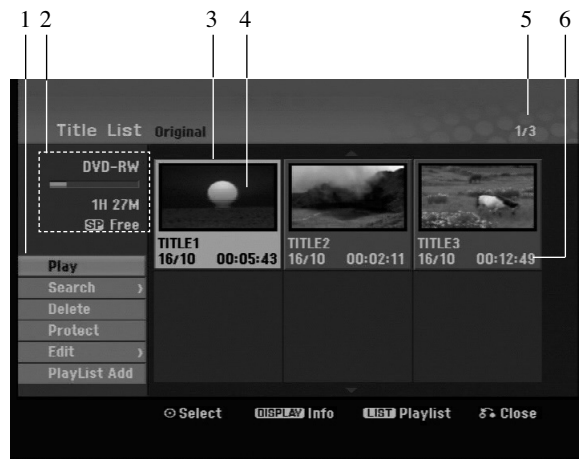 1 2 3 4 5 6
Title List Original 1/3
DVD-RW
1H 27M
SP Free
TITLE1 TITLE2 TITLE3
16/10 00:05:43 16/10 00:02:11 16/10 00:12:49
Play
Search
Delete
Protect
Edit
PlayList Add
Select DISPLAY Info LIST Playlist Close